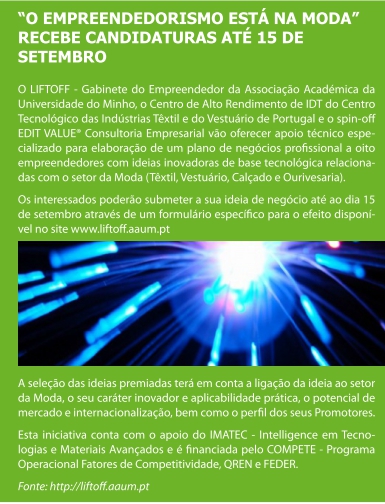 “O EMPREENDEDORISMO ESTÁ NA MODA”
RECEBE CANDIDATURAS ATÉ 15 DE
SETEMBRO
O LIFTOFF - Gabinete do Empreendedor da Associação Académica da
Universidade do Minho, o Centro de Alto Rendimento de IDT do Centro
Tecnológico das Indústrias Têxtil e do Vestuário de Portugal e o spin-off
EDIT VALUE® Consultoria Empresarial vão oferecer apoio técnico espe-
cializado para elaboração de um plano de negócios profissional a oito
empreendedores com ideias inovadoras de base tecnológica relaciona-
das com o setor da Moda (Têxtil, Vestuário, Calçado e Ourivesaria).
Os interessados poderão submeter a sua ideia de negócio até ao dia 15
de setembro através de um formulário específico para o efeito disponí-
vel no site www.liftoff.aaum.pt
A seleção das ideias premiadas terá em conta a ligação da ideia ao setor
da Moda, o seu caráter inovador e aplicabilidade prática, o potencial de
mercado e internacionalização, bem como o perfil dos seus Promotores.
Esta iniciativa conta com o apoio do IMATEC - Intelligence em Tecno-
logias e Materiais Avançados e é financiada pelo COMPETE - Programa
Operacional Fatores de Competitividade, QREN e FEDER.
Fonte: http://liftoff.aaum.pt